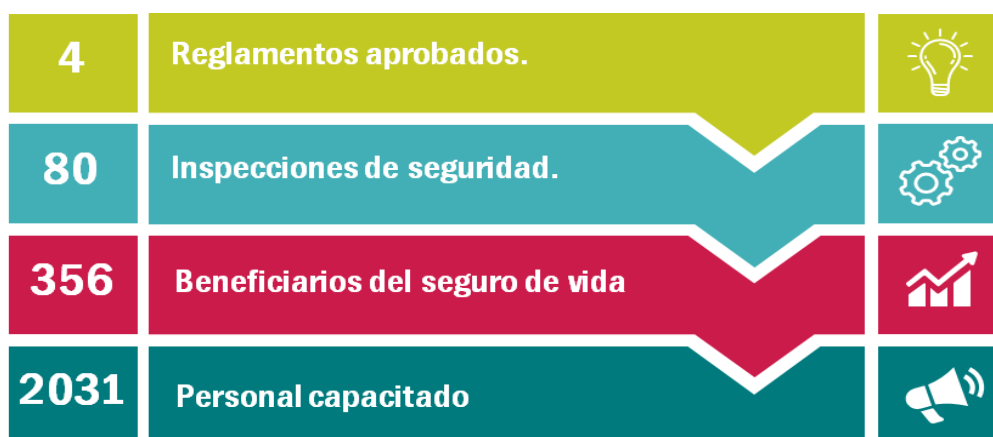 4
Reglamentos aprobados.
80
Inspecciones de seguridad.
356
Beneficiarios del seguro de vida
2031
Personal capacitado